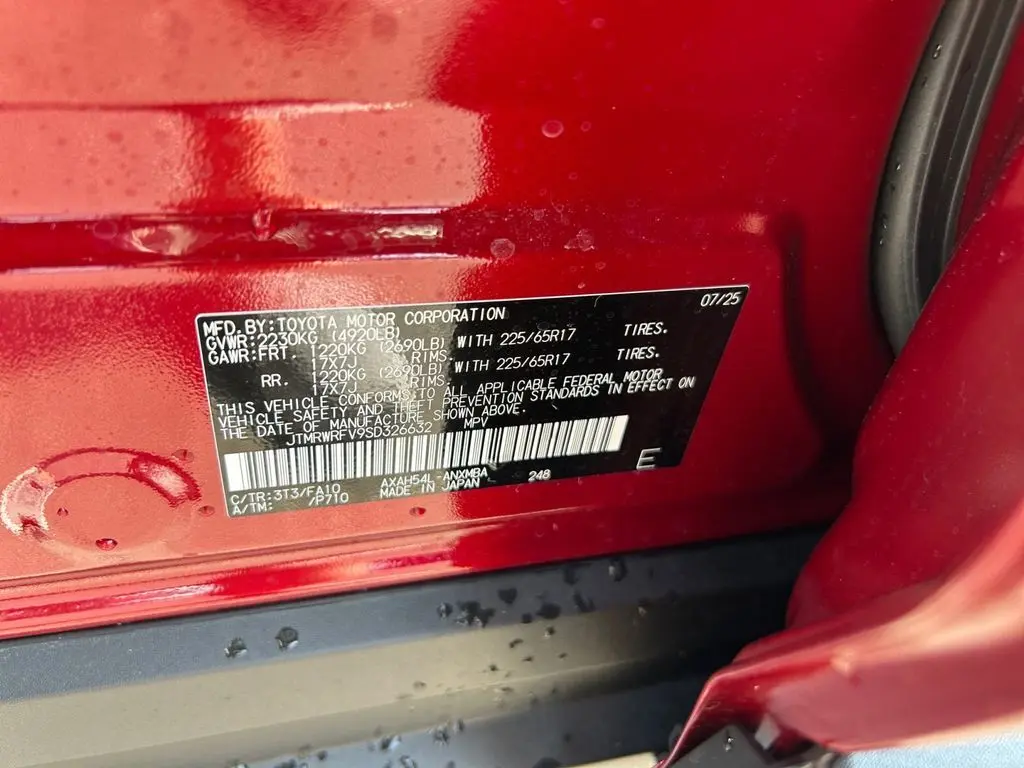 07/25
MFD.BY:TOYOTA MOTOR CORPORATION
GVWR:2230KG (4920LB)
GAWR:FRT. 1220KG (2690LB) WITH 225/65R17 TIRES.
17X7J RIMS
RR. 1220KG (2690LB) WITH 225/65R17 TIRES.
17X7J RIMS
THIS VEHICLE CONFORMS TO ALL APPLICABLE FEDERAL MOTOR
VEHICLE SAFETY AND THEFT PREVENTION STANDARDS IN EFFECT ON
THE DATE OF MANUFACTURE SHOWN ABOVE.
JTMRWRFV9SD326632 MPV
E
C/TR:3T3/FA10 AXAH54L-ANXMBA 248
A/TM: /P710 MADE IN JAPAN